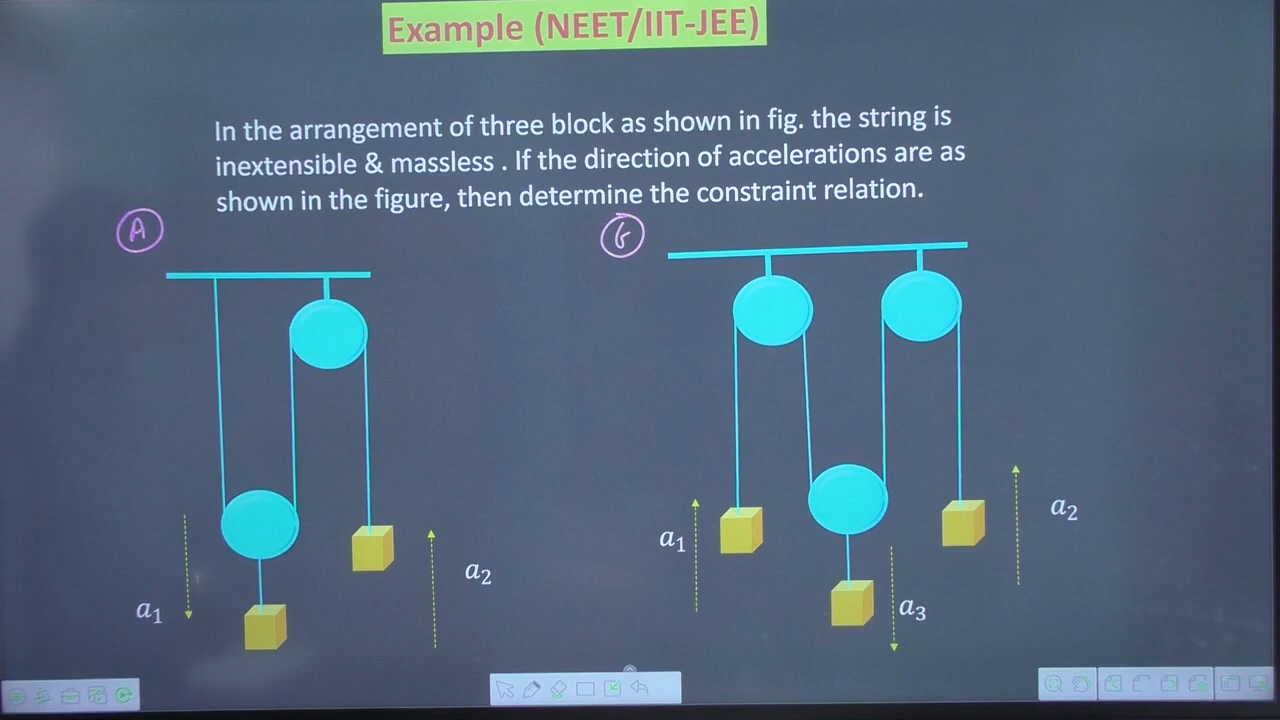 Example (NEET/IIT-JEE)
In the arrangement of three block as shown in fig. the string is
inextensible & massless . If the direction of accelerations are as
shown in the figure, then determine the constraint relation.
A
a₁
a₂
a₁
a₂
a₃